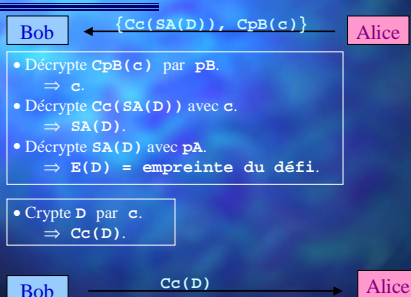 {Cc(SA(D)), CpB(c)}
Bob Alice
• Décrypte CpB(c) par pB.
⇒ c.
• Décrypte Cc(SA(D)) avec c.
⇒ SA(D).
• Décrypte SA(D) avec pA.
⇒ E(D) = empreinte du défi.
• Crypte D par c.
⇒ Cc(D).
Cc(D)
Bob Alice